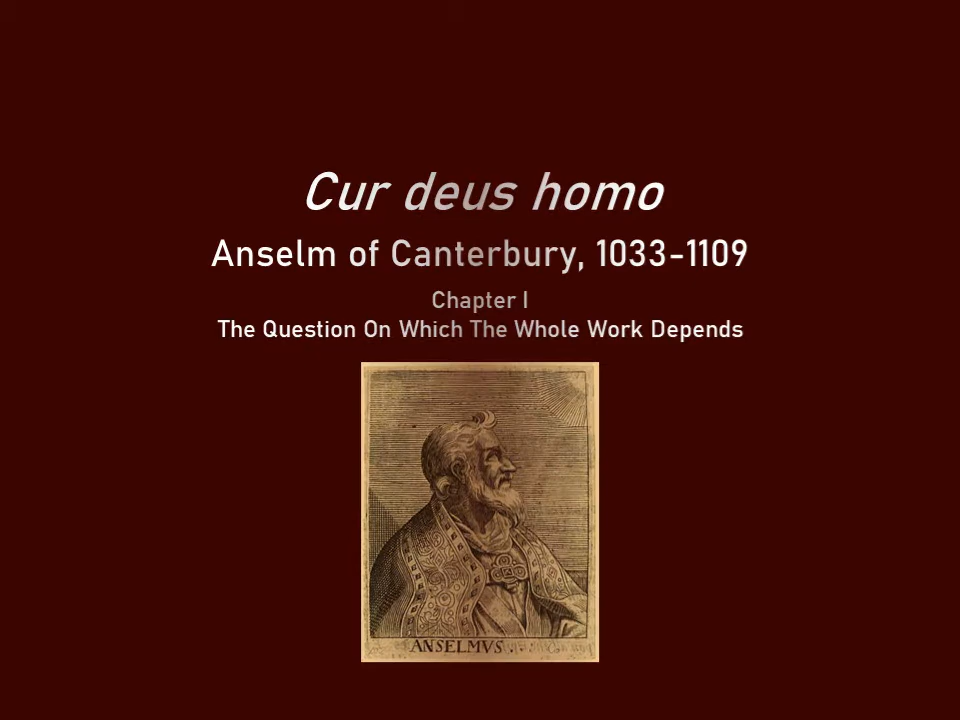 Cur deus homo
Anselm of Canterbury, 1033-1109
Chapter I
The Question On Which The Whole Work Depends
ANSELMVS.